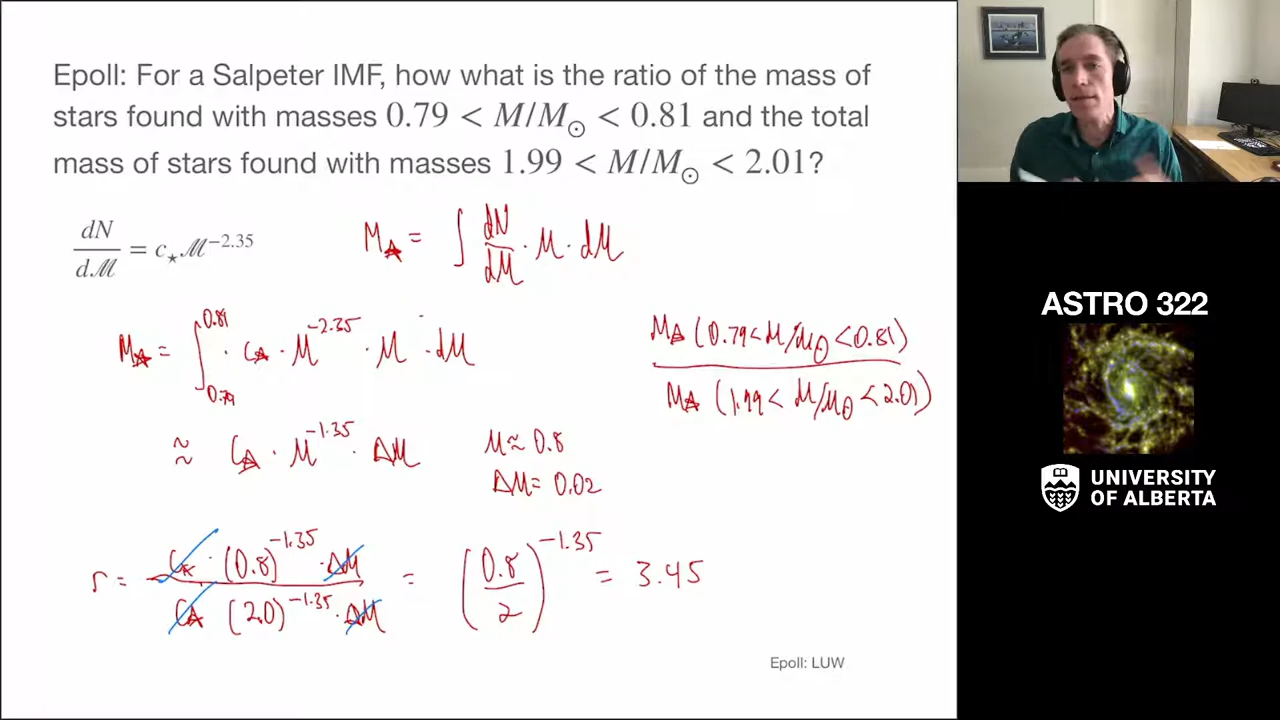 Epoll: For a Salpeter IMF, how what is the ratio of the mass of
stars found with masses 0.79 < M/M⊙ < 0.81 and the total
mass of stars found with masses 1.99 < M/M⊙ < 2.01?
dN/dℳ = c⋆ ℳ^−2.35
M★ = ∫ dN/dM · M · dM
M★ = ∫_0.79^0.81 · C★ · M^−2.35 · M · dM
M★ (0.79 < M/M⊙ < 0.81) / M★ (1.99 < M/M⊙ < 2.01)
≈ C★ · M^−1.35 · ΔM
M ≈ 0.8
ΔM = 0.02
r = C★ · (0.8)^−1.35 · ΔM / C★ (2.0)^−1.35 · ΔM = (0.8/2)^−1.35 = 3.45
Epoll: LUW
ASTRO 322
UNIVERSITY
OF ALBERTA